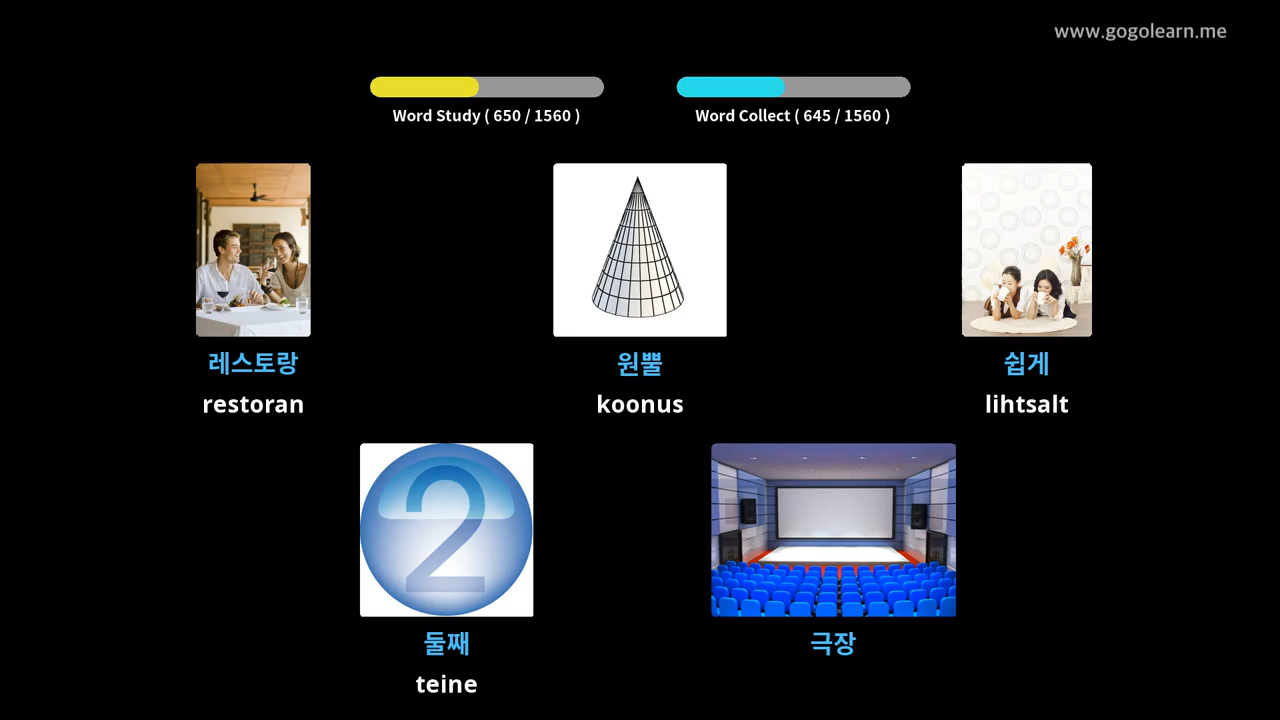 www.gogolearn.me
Word Study ( 650 / 1560 )
Word Collect ( 645 / 1560 )
레스토랑
restoran
원뿔
koonus
쉽게
lihtsalt
2
둘째
teine
극장